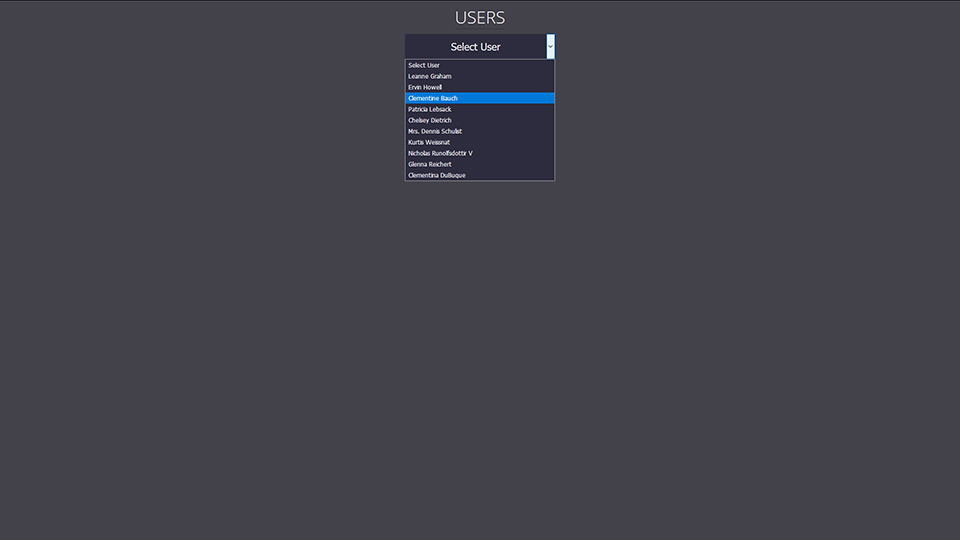 USERS
Select User
Select User
Leanne Graham
Ervin Howell
Clementine Bauch
Patricia Lebsack
Chelsey Dietrich
Mrs. Dennis Schulist
Kurtis Weissnat
Nicholas Runolfsdottir V
Glenna Reichert
Clementina DuBuque